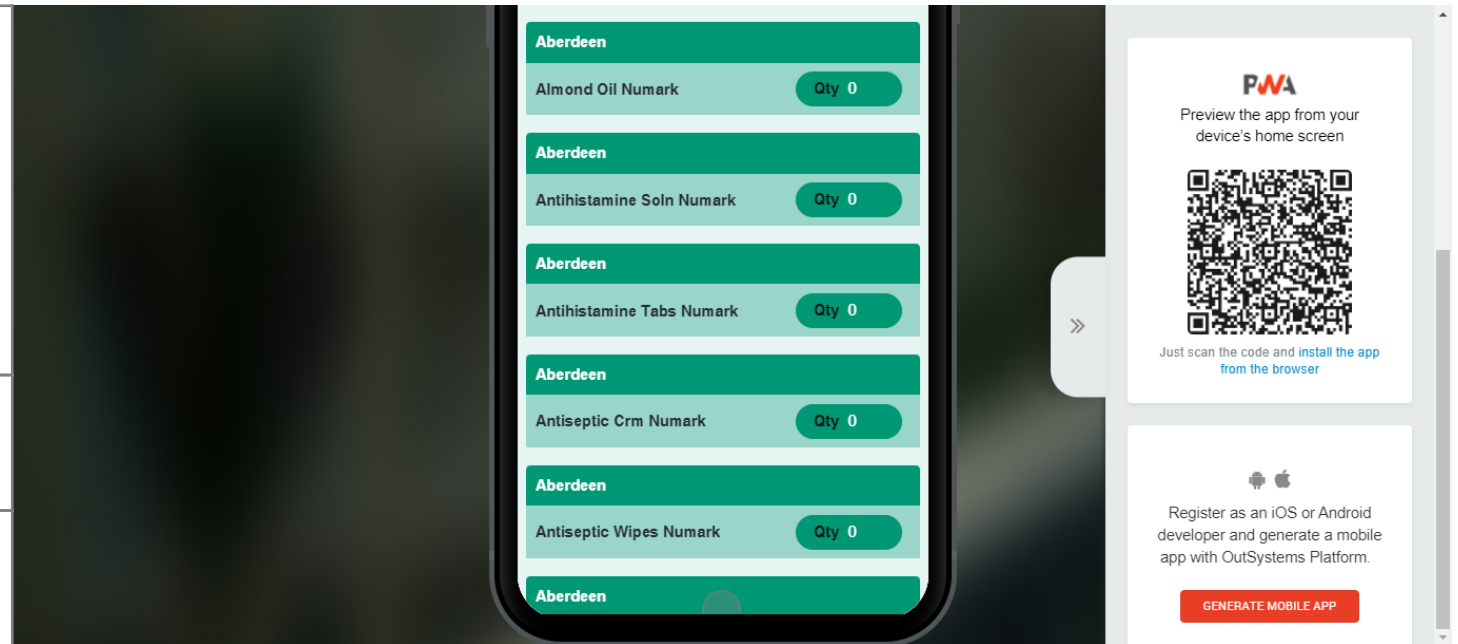 Aberdeen
Almond Oil Numark
Qty 0
Aberdeen
Antihistamine Soln Numark
Qty 0
Aberdeen
Antihistamine Tabs Numark
Qty 0
Aberdeen
Antiseptic Crm Numark
Qty 0
Aberdeen
Antiseptic Wipes Numark
Qty 0
Aberdeen
PWA
Preview the app from your
device's home screen
Just scan the code and install the app
from the browser
Register as an iOS or Android
developer and generate a mobile
app with OutSystems Platform.
GENERATE MOBILE APP